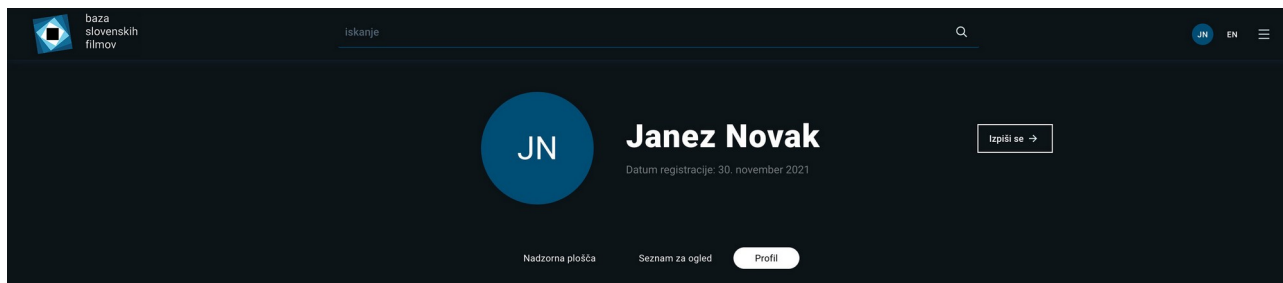 baza
slovenskih
filmov
iskanje
JN
EN
JN
Janez Novak
Datum registracije: 30. november 2021
Izpiši se →
Nadzorna plošča
Seznam za ogled
Profil